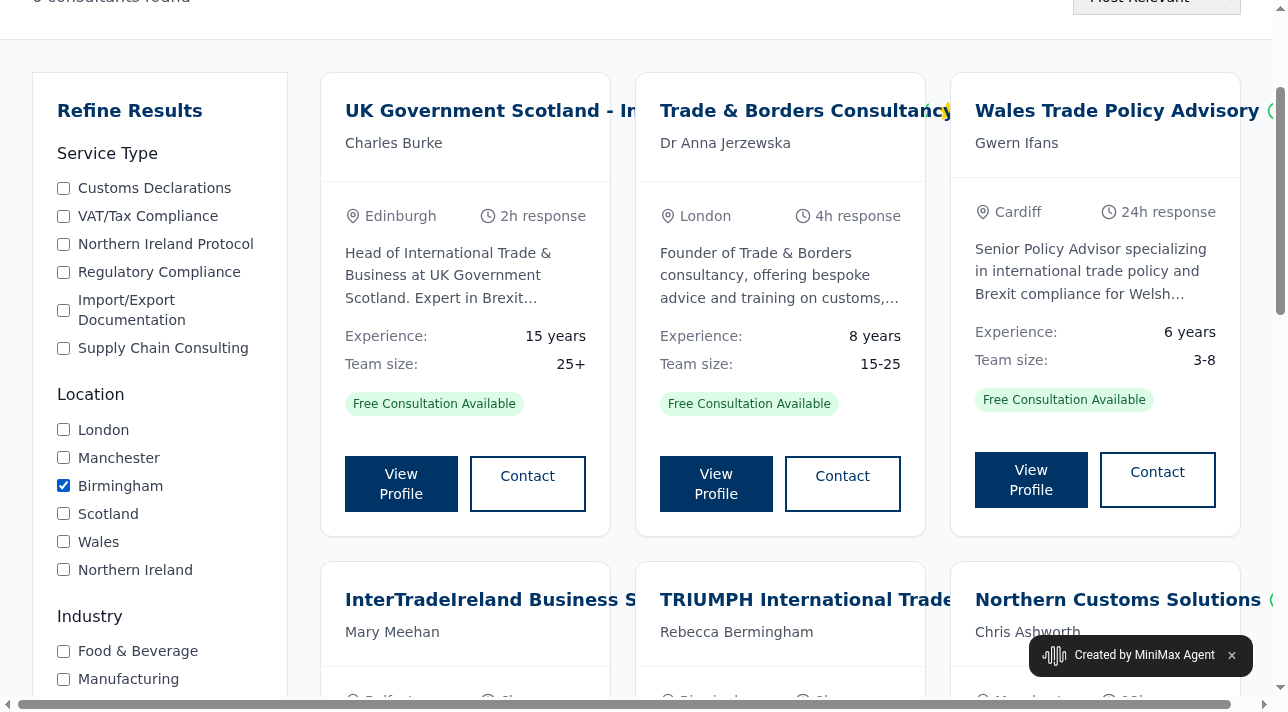 consultants found
Most Relevant
Refine Results
Service Type
Customs Declarations
VAT/Tax Compliance
Northern Ireland Protocol
Regulatory Compliance
Import/Export
Documentation
Supply Chain Consulting
Location
London
Manchester
Birmingham
Scotland
Wales
Northern Ireland
Industry
Food & Beverage
Manufacturing
UK Government Scotland - In
Charles Burke
Edinburgh
2h response
Head of International Trade &
Business at UK Government
Scotland. Expert in Brexit...
Experience: 15 years
Team size: 25+
Free Consultation Available
View
Profile
Contact
Trade & Borders Consultancy
Dr Anna Jerzewska
London
4h response
Founder of Trade & Borders
consultancy, offering bespoke
advice and training on customs,...
Experience: 8 years
Team size: 15-25
Free Consultation Available
View
Profile
Contact
Wales Trade Policy Advisory
Gwern Ifans
Cardiff
24h response
Senior Policy Advisor specializing
in international trade policy and
Brexit compliance for Welsh...
Experience: 6 years
Team size: 3-8
Free Consultation Available
View
Profile
Contact
InterTradeIreland Business S
Mary Meehan
TRIUMPH International Trade
Rebecca Bermingham
Northern Customs Solutions
Chris Ashworth
Created by MiniMax Agent ×